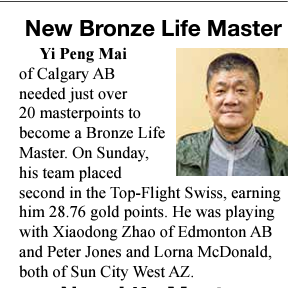 New Bronze Life Master
Yi Peng Mai
of Calgary AB
needed just over
20 masterpoints to
become a Bronze Life
Master. On Sunday,
his team placed
second in the Top-Flight Swiss, earning
him 28.76 gold points. He was playing
with Xiaodong Zhao of Edmonton AB
and Peter Jones and Lorna McDonald,
both of Sun City West AZ.